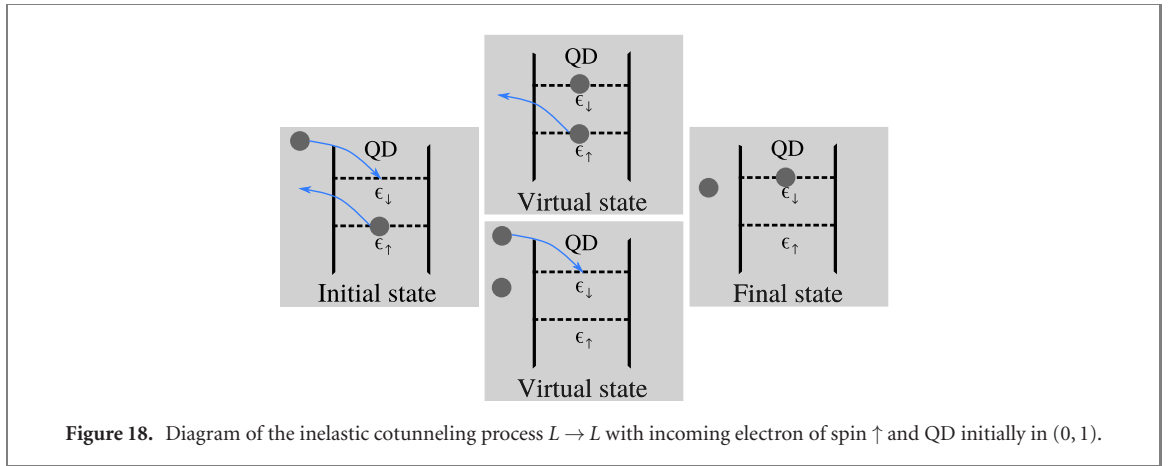 QD
ϵ↓
ϵ↑
Initial state
QD
ϵ↓
ϵ↑
Virtual state
QD
ϵ↓
ϵ↑
Virtual state
QD
ϵ↓
ϵ↑
Final state
Figure 18. Diagram of the inelastic cotunneling process L → L with incoming electron of spin ↑ and QD initially in (0, 1).